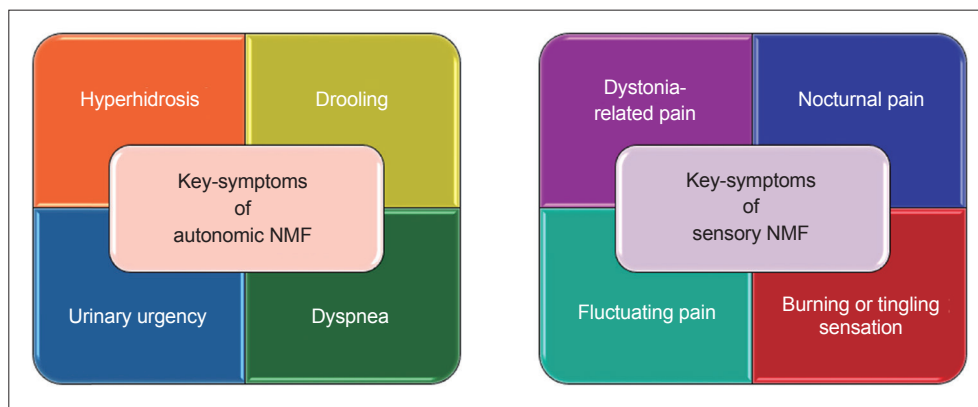 Hyperhidrosis
Drooling
Key-symptoms
of
autonomic NMF
Urinary urgency
Dyspnea
Dystonia-
related pain
Nocturnal pain
Key-symptoms
of
sensory NMF
Fluctuating pain
Burning or tingling
sensation